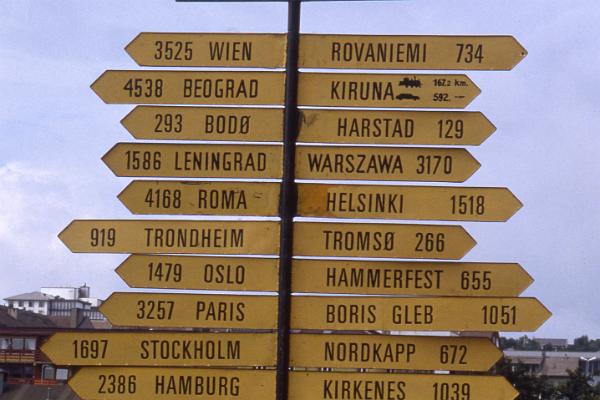 3525 WIEN
ROVANIEMI 734
4538 BEOGRAD
KIRUNA 167,2 km.
592. —
293 BODØ
HARSTAD 129
1586 LENINGRAD
WARSZAWA 3170
4168 ROMA
HELSINKI 1518
919 TRONDHEIM
TROMSØ 266
1479 OSLO
HAMMERFEST 655
3257 PARIS
BORIS GLEB 1051
1697 STOCKHOLM
NORDKAPP 672
2386 HAMBURG
KIRKENES 1039